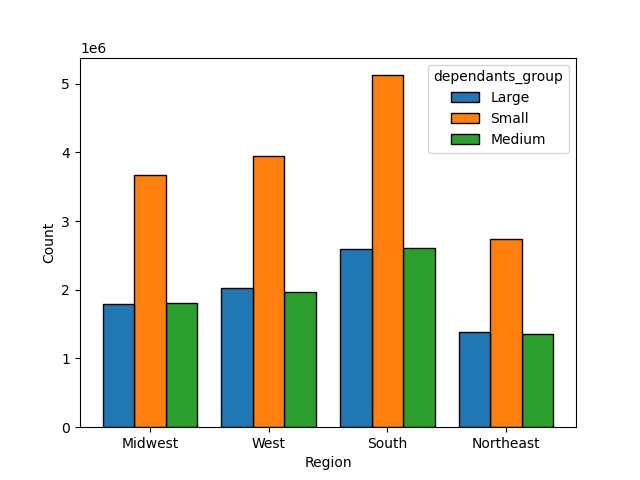 1e6
dependants_group
Large
Small
Medium
5
4
3
2
1
0
Count
Midwest West South Northeast
Region